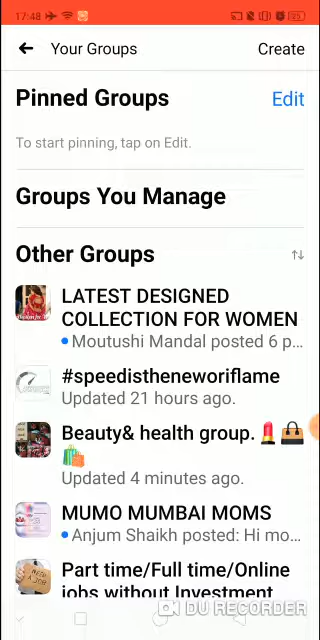 17:48
Your Groups
Create
Pinned Groups
Edit
To start pinning, tap on Edit.
Groups You Manage
Other Groups
LATEST DESIGNED
COLLECTION FOR WOMEN
Moutushi Mandal posted 6 p...
#speedistheneworiflame
Updated 21 hours ago.
Beauty& health group.💄👜
🛍️
Updated 4 minutes ago.
MUMO MUMBAI MOMS
Anjum Shaikh posted: Hi mo...
Part time/Full time/Online
jobs without Investment
DU RECORDER